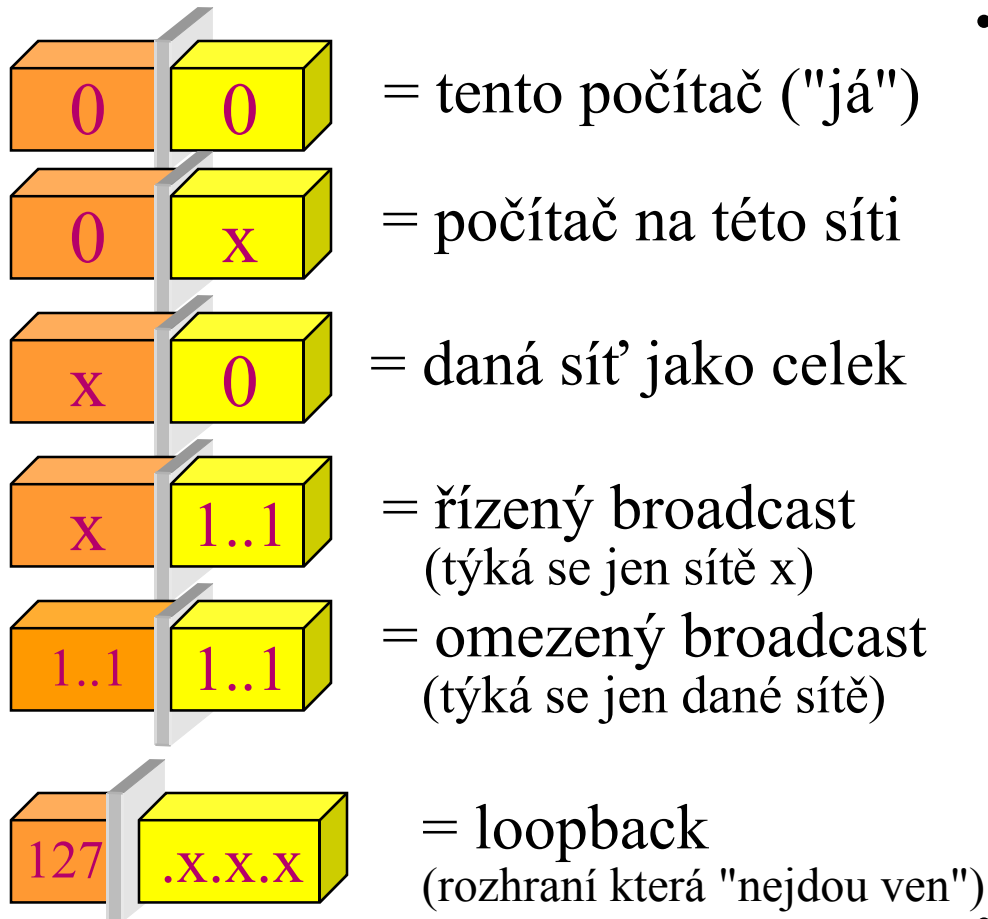 0 0 = tento počítač ("já")
0 x = počítač na této síti
x 0 = daná síť jako celek
x 1..1 = řízený broadcast
(týká se jen sítě x)
1..1 1..1 = omezený broadcast
(týká se jen dané sítě)
127 .x.x.x = loopback
(rozhraní která "nejdou ven")